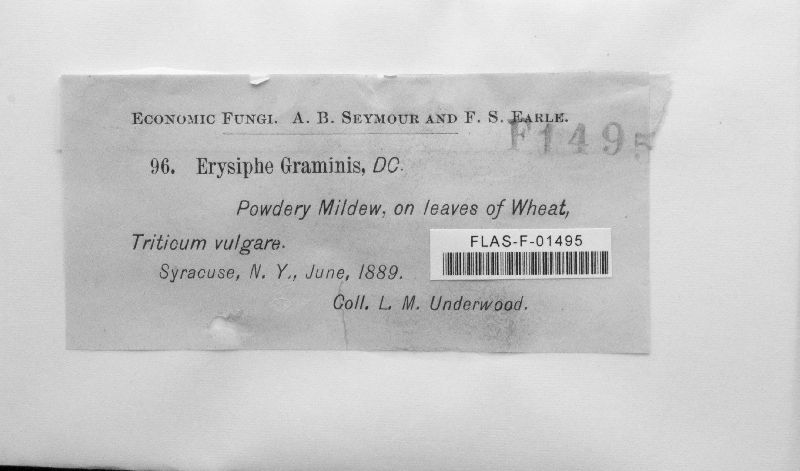 ECONOMIC FUNGI. A. B. SEYMOUR AND F. S. EARLE.
F1495
96. Erysiphe Graminis, DC.
Powdery Mildew, on leaves of Wheat,
Triticum vulgare.
FLAS-F-01495
Syracuse, N. Y., June, 1889.
Coll. L. M. Underwood.